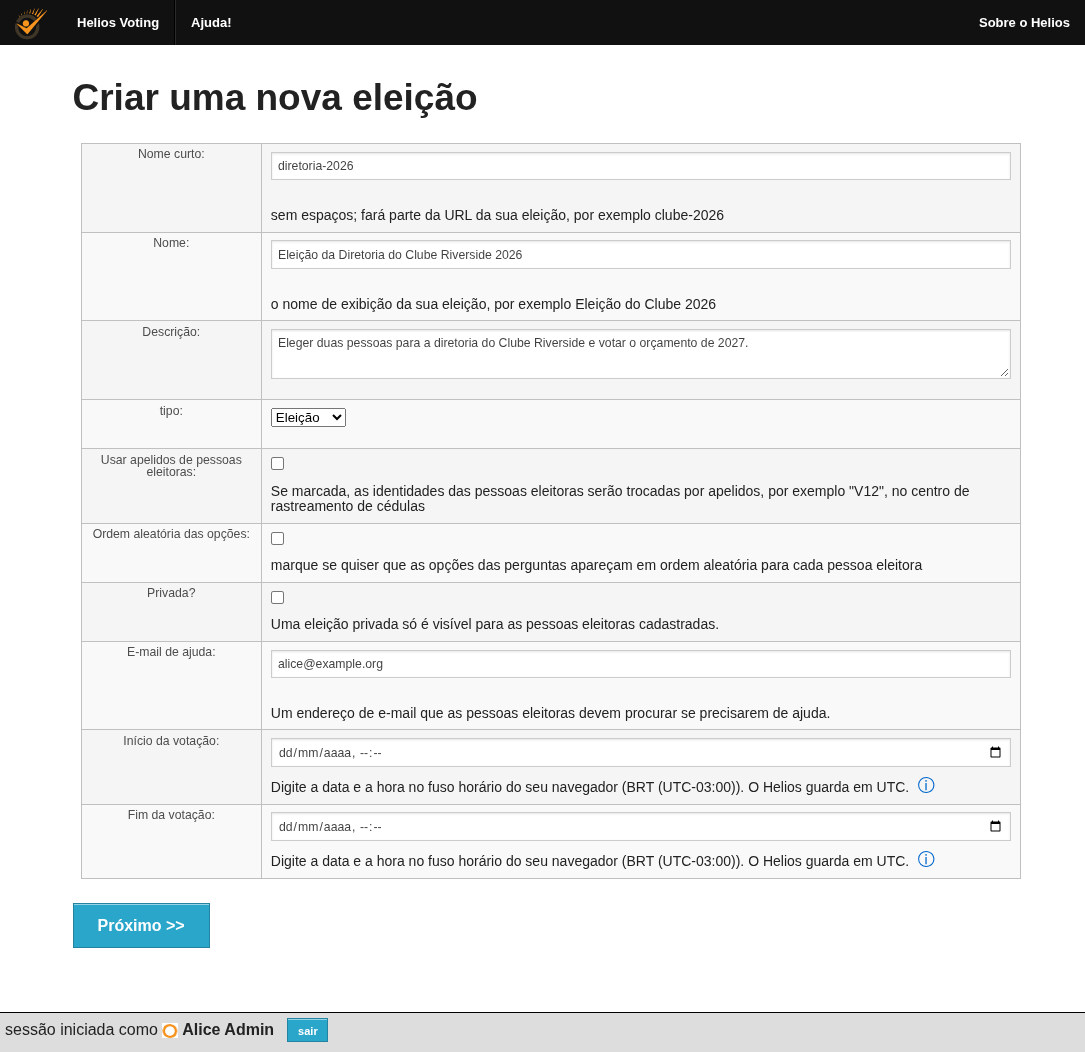 Helios Voting
Ajuda!
Sobre o Helios
Criar uma nova eleição
Nome curto:
diretoria-2026
sem espaços; fará parte da URL da sua eleição, por exemplo clube-2026
Nome:
Eleição da Diretoria do Clube Riverside 2026
o nome de exibição da sua eleição, por exemplo Eleição do Clube 2026
Descrição:
Eleger duas pessoas para a diretoria do Clube Riverside e votar o orçamento de 2027.
tipo:
Eleição
Usar apelidos de pessoas
eleitoras:
Se marcada, as identidades das pessoas eleitoras serão trocadas por apelidos, por exemplo "V12", no centro de
rastreamento de cédulas
Ordem aleatória das opções:
marque se quiser que as opções das perguntas apareçam em ordem aleatória para cada pessoa eleitora
Privada?
Uma eleição privada só é visível para as pessoas eleitoras cadastradas.
E-mail de ajuda:
alice@example.org
Um endereço de e-mail que as pessoas eleitoras devem procurar se precisarem de ajuda.
Início da votação:
dd/mm/aaaa, --:--
Digite a data e a hora no fuso horário do seu navegador (BRT (UTC-03:00)). O Helios guarda em UTC. ⓘ
Fim da votação:
dd/mm/aaaa, --:--
Digite a data e a hora no fuso horário do seu navegador (BRT (UTC-03:00)). O Helios guarda em UTC. ⓘ
Próximo >>
sessão iniciada como Alice Admin sair